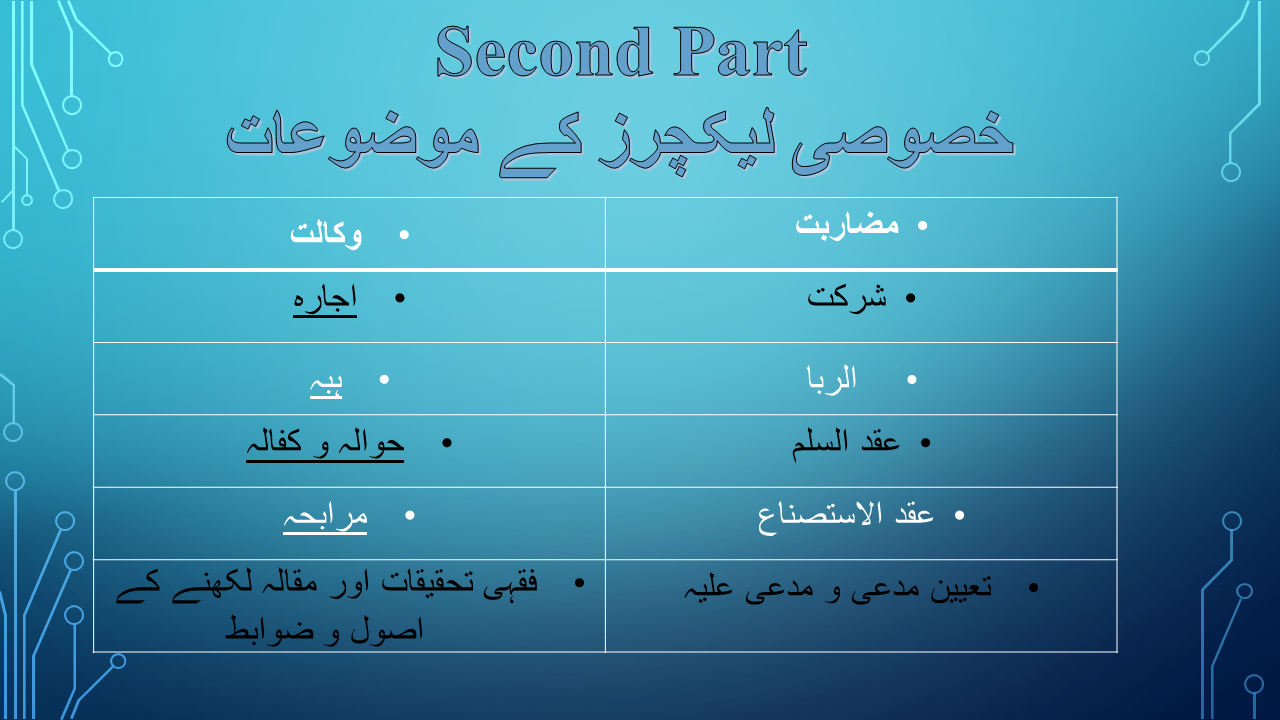 Second Part
خصوصی لیکچرز کے موضوعات
• مضاربت
• وکالت
• شرکت
• اجارہ
• الربا
• ہبہ
• عقد السلم
• حوالہ و کفالہ
• عقد الاستصناع
• مرابحہ
• تعیین مدعی و مدعی علیہ
• فقہی تحقیقات اور مقالہ لکھنے کے
اصول و ضوابط